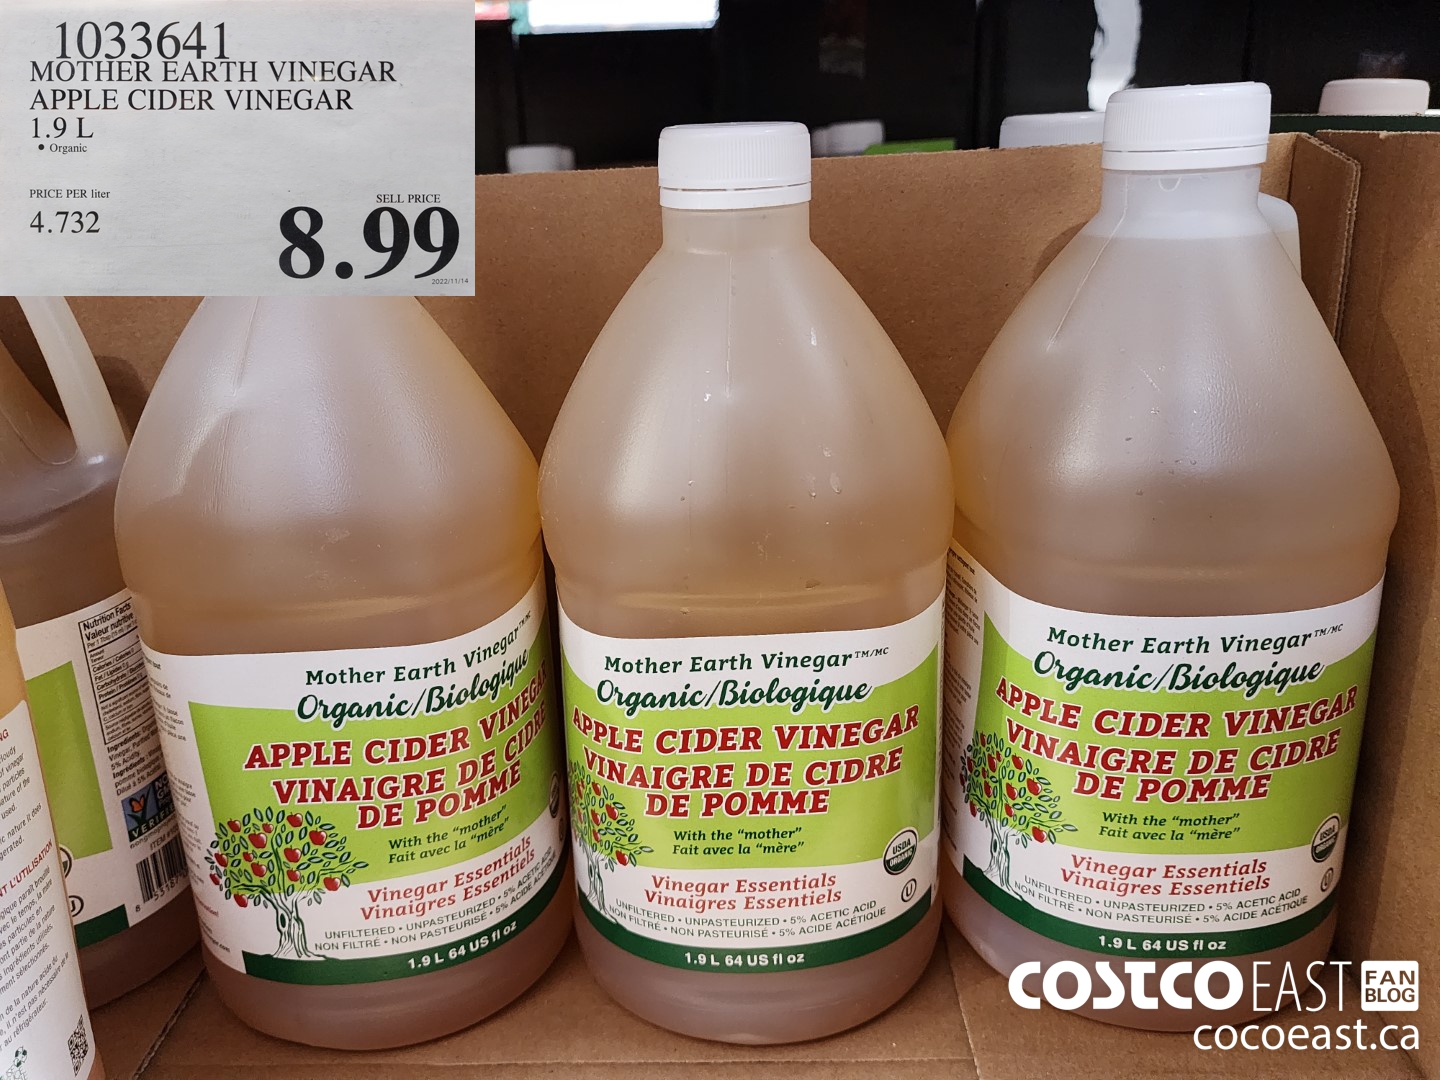 1033641
MOTHER EARTH VINEGAR
APPLE CIDER VINEGAR
1.9 L
• Organic
PRICE PER liter
4.732
SELL PRICE
8.99
2022/11/14
Nutrition Facts
Valeur nutritive
Mother Earth Vinegar™/MC
Organic/Biologique
APPLE CIDER VINEGAR
VINAIGRE DE CIDRE
DE POMME
With the “mother”
Fait avec la “mère”
Vinegar Essentials
Vinaigres Essentiels
UNFILTERED • UNPASTEURIZED • 5% ACETIC ACID
NON FILTRÉ • NON PASTEURISÉ • 5% ACIDE ACÉTIQUE
1.9 L 64 US fl oz
Mother Earth Vinegar™/MC
Organic/Biologique
APPLE CIDER VINEGAR
VINAIGRE DE CIDRE
DE POMME
With the “mother”
Fait avec la “mère”
USDA
ORGANIC
U
Vinegar Essentials
Vinaigres Essentiels
UNFILTERED • UNPASTEURIZED • 5% ACETIC ACID
NON FILTRÉ • NON PASTEURISÉ • 5% ACIDE ACÉTIQUE
1.9 L 64 US fl oz
Mother Earth Vinegar™/MC
Organic/Biologique
APPLE CIDER VINEGAR
VINAIGRE DE CIDRE
DE POMME
With the “mother”
Fait avec la “mère”
USDA
ORGANIC
U
Vinegar Essentials
Vinaigres Essentiels
UNFILTERED • UNPASTEURIZED • 5% ACETIC ACID
NON FILTRÉ • NON PASTEURISÉ • 5% ACIDE ACÉTIQUE
1.9 L 64 US fl oz
COSTCO EAST FAN BLOG
cocoeast.ca